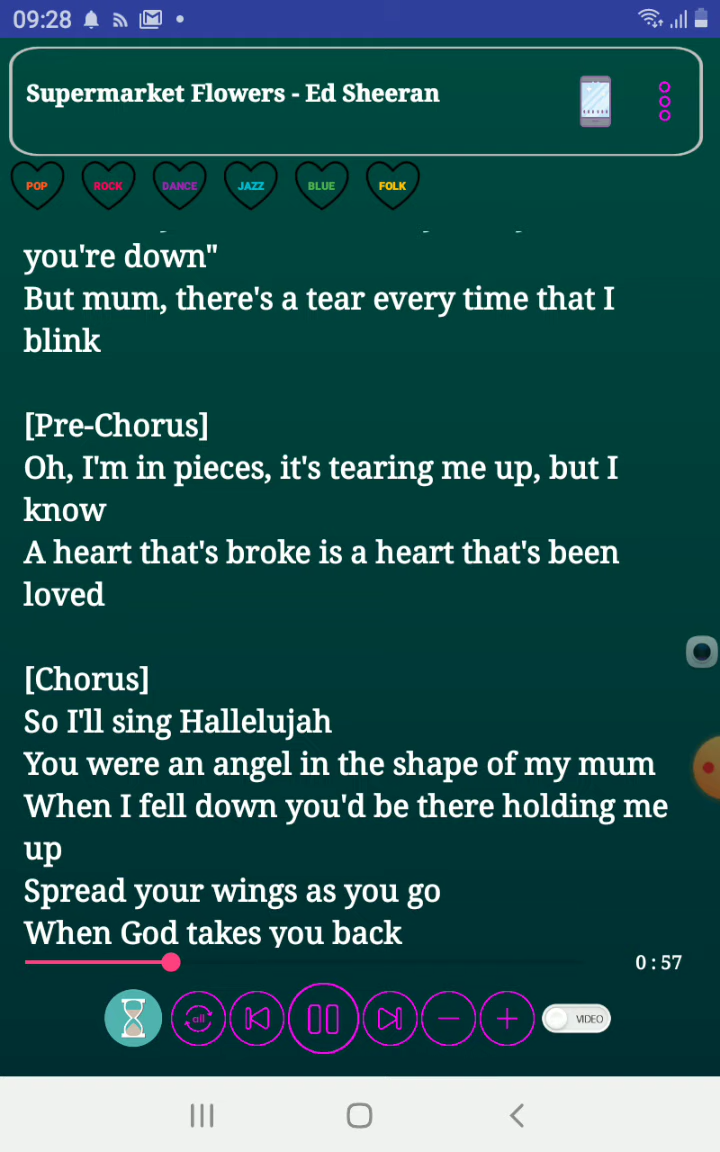 09:28
Supermarket Flowers - Ed Sheeran
POP ROCK DANCE JAZZ BLUE FOLK
you're down"
But mum, there's a tear every time that I
blink
[Pre-Chorus]
Oh, I'm in pieces, it's tearing me up, but I
know
A heart that's broke is a heart that's been
loved
[Chorus]
So I'll sing Hallelujah
You were an angel in the shape of my mum
When I fell down you'd be there holding me
up
Spread your wings as you go
When God takes you back
0 : 57
all
VIDEO